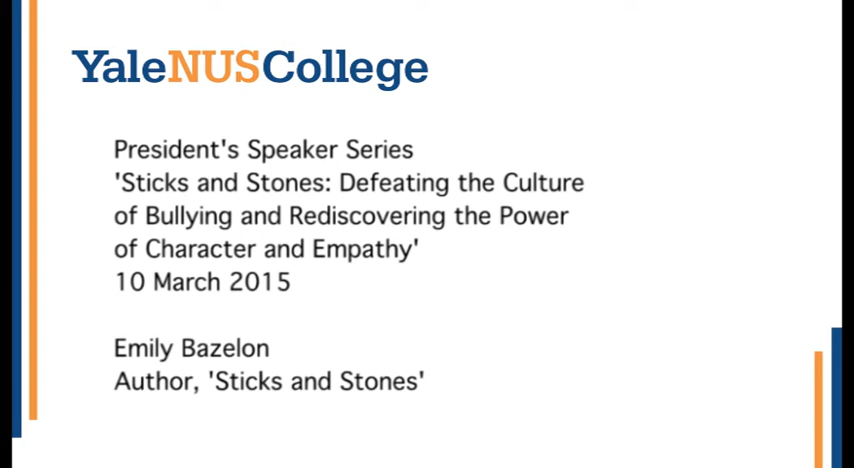 YaleNUSCollege
President's Speaker Series
'Sticks and Stones: Defeating the Culture
of Bullying and Rediscovering the Power
of Character and Empathy'
10 March 2015
Emily Bazelon
Author, 'Sticks and Stones'